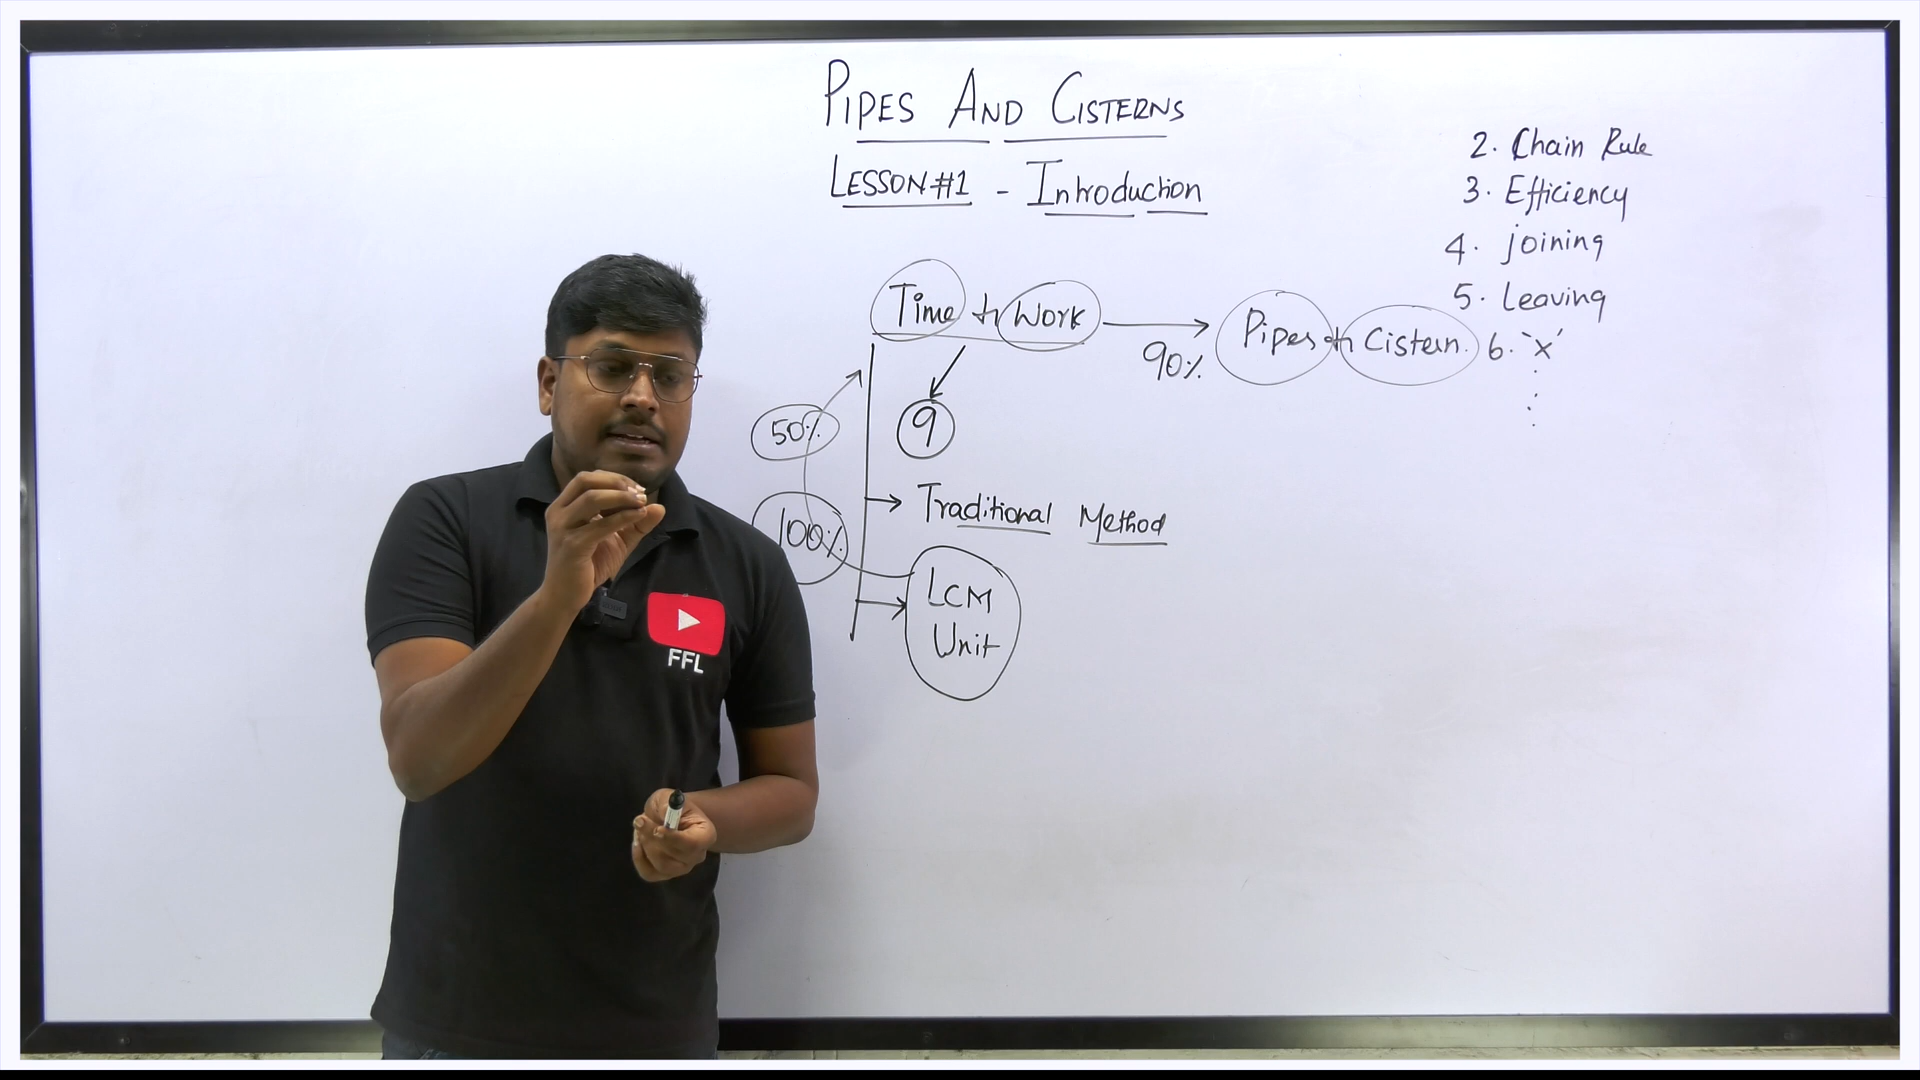 PIPES AND CISTERNS
LESSON#1 - Introduction
2. Chain Rule
3. Efficiency
4. joining
5. Leaving
6. 'x'
Time & Work
90%
Pipes & Cistern.
50%
9
Traditional Method
100%
LCM
Unit
FFL